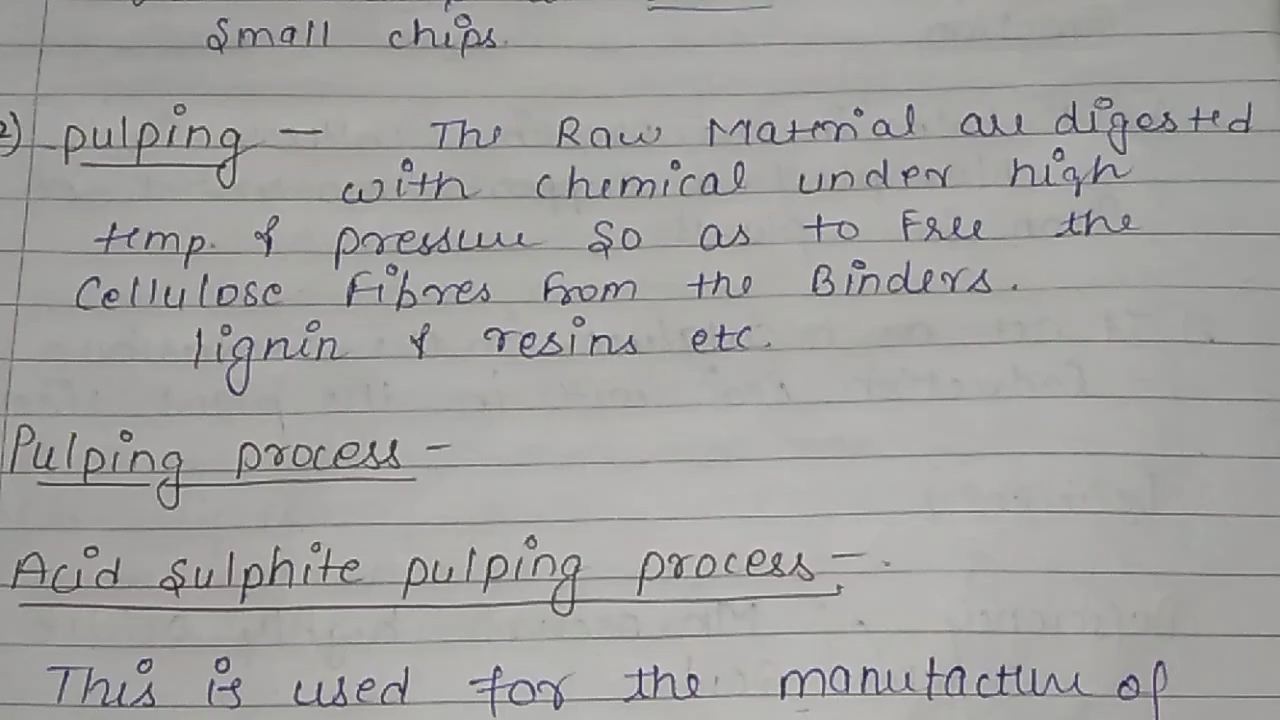 Small chips.
2) pulping – The Raw Material are digested
with chemical under high
temp. & pressure so as to Free the
Cellulose Fibres from the Binders.
lignin & resins etc.
Pulping process –
Acid Sulphite pulping process –.
This is used for the manufacture of